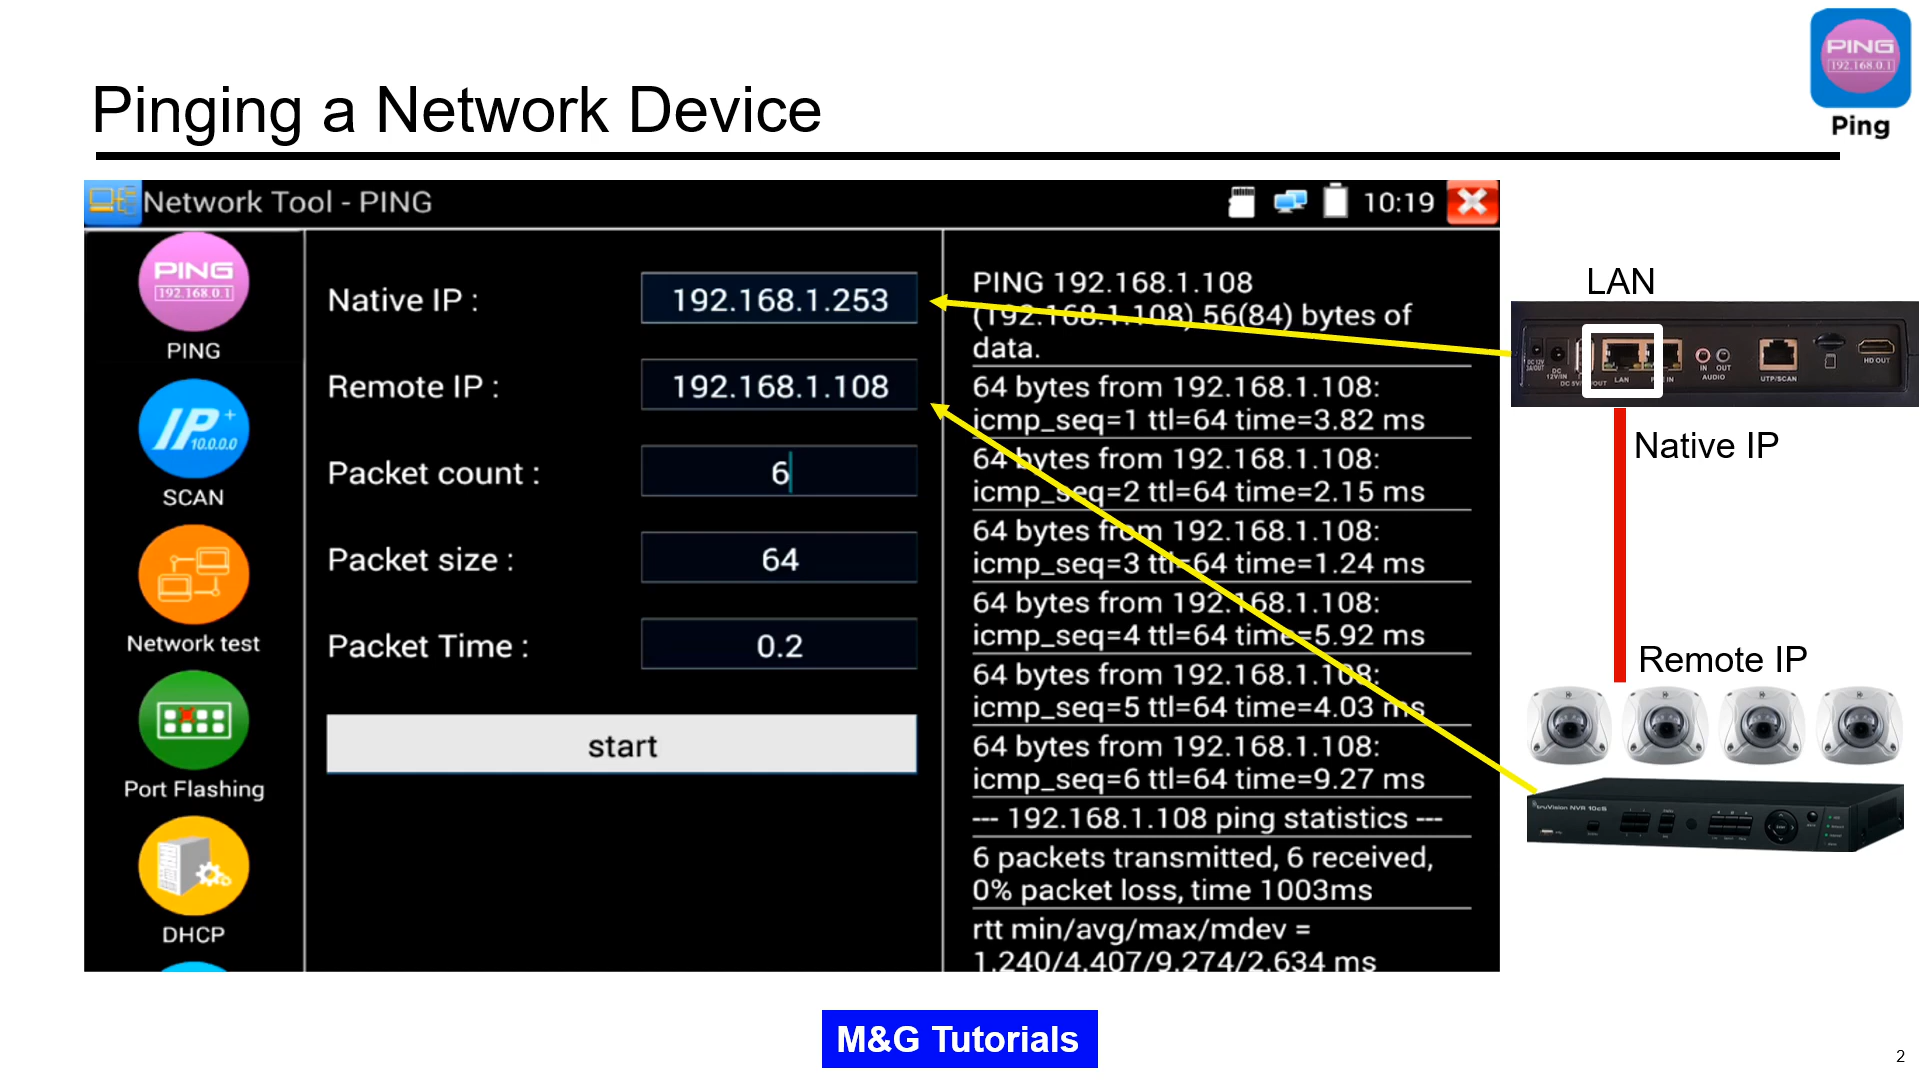 PING
192.168.0.1
Ping
Pinging a Network Device
Network Tool - PING
10:19
PING
192.168.0.1
PING
IP+
10.0.0.0
SCAN
Network test
Port Flashing
DHCP
Native IP :
192.168.1.253
Remote IP :
192.168.1.108
Packet count :
6
Packet size :
64
Packet Time :
0.2
start
PING 192.168.1.108
(192.168.1.108) 56(84) bytes of
data.
64 bytes from 192.168.1.108:
icmp_seq=1 ttl=64 time=3.82 ms
64 bytes from 192.168.1.108:
icmp_seq=2 ttl=64 time=2.15 ms
64 bytes from 192.168.1.108:
icmp_seq=3 ttl=64 time=1.24 ms
64 bytes from 192.168.1.108:
icmp_seq=4 ttl=64 time=5.92 ms
64 bytes from 192.168.1.108:
icmp_seq=5 ttl=64 time=4.03 ms
64 bytes from 192.168.1.108:
icmp_seq=6 ttl=64 time=9.27 ms
--- 192.168.1.108 ping statistics ---
6 packets transmitted, 6 received,
0% packet loss, time 1003ms
rtt min/avg/max/mdev =
1.240/4.407/9.274/2.634 ms
LAN
LAN
IN OUT
AUDIO
UTP/SCAN
HD OUT
Native IP
Remote IP
truVision NVR 10cS
M&G Tutorials
2